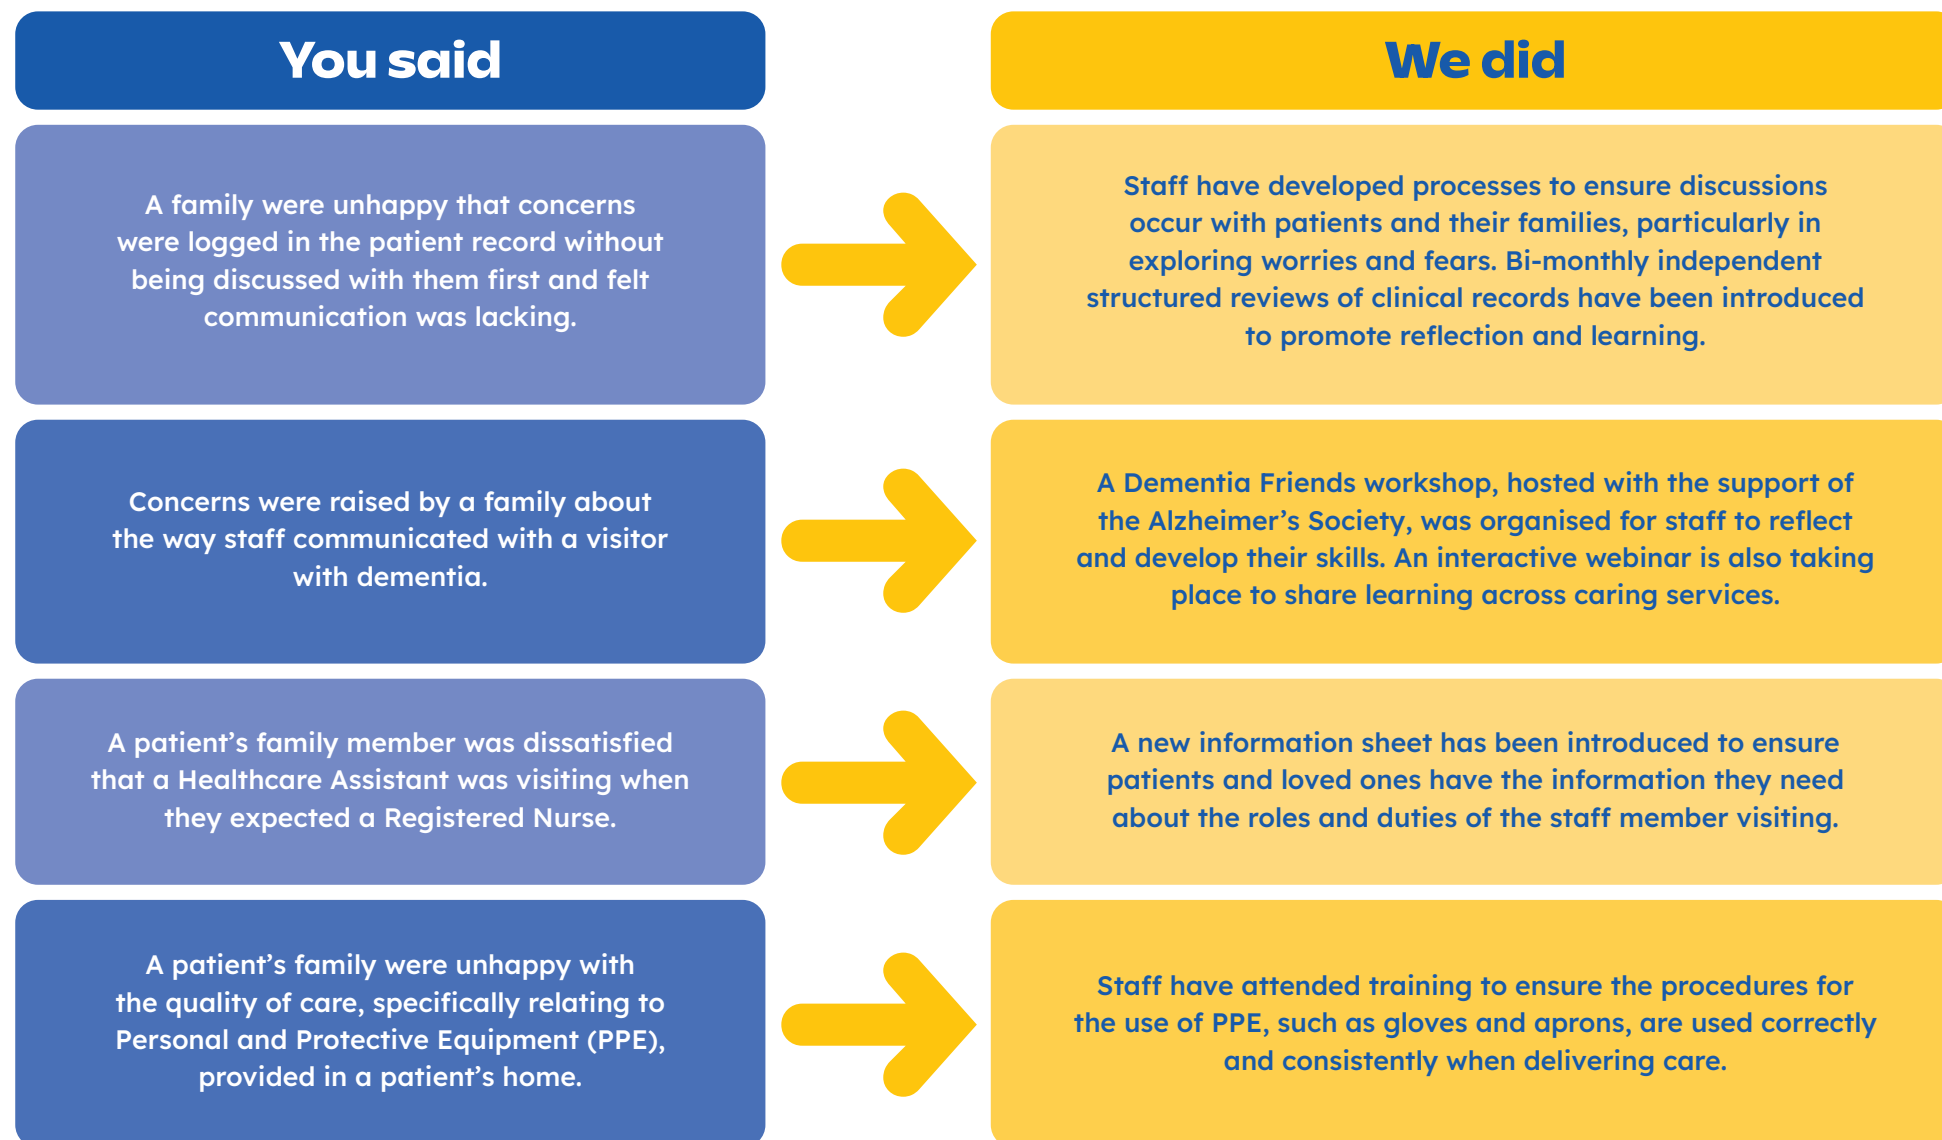 You said
We did
A family were unhappy that concerns
were logged in the patient record without
being discussed with them first and felt
communication was lacking.
Staff have developed processes to ensure discussions
occur with patients and their families, particularly in
exploring worries and fears. Bi-monthly independent
structured reviews of clinical records have been introduced
to promote reflection and learning.
Concerns were raised by a family about
the way staff communicated with a visitor
with dementia.
A Dementia Friends workshop, hosted with the support of
the Alzheimer’s Society, was organised for staff to reflect
and develop their skills. An interactive webinar is also taking
place to share learning across caring services.
A patient’s family member was dissatisfied
that a Healthcare Assistant was visiting when
they expected a Registered Nurse.
A new information sheet has been introduced to ensure
patients and loved ones have the information they need
about the roles and duties of the staff member visiting.
A patient’s family were unhappy with
the quality of care, specifically relating to
Personal and Protective Equipment (PPE),
provided in a patient’s home.
Staff have attended training to ensure the procedures for
the use of PPE, such as gloves and aprons, are used correctly
and consistently when delivering care.